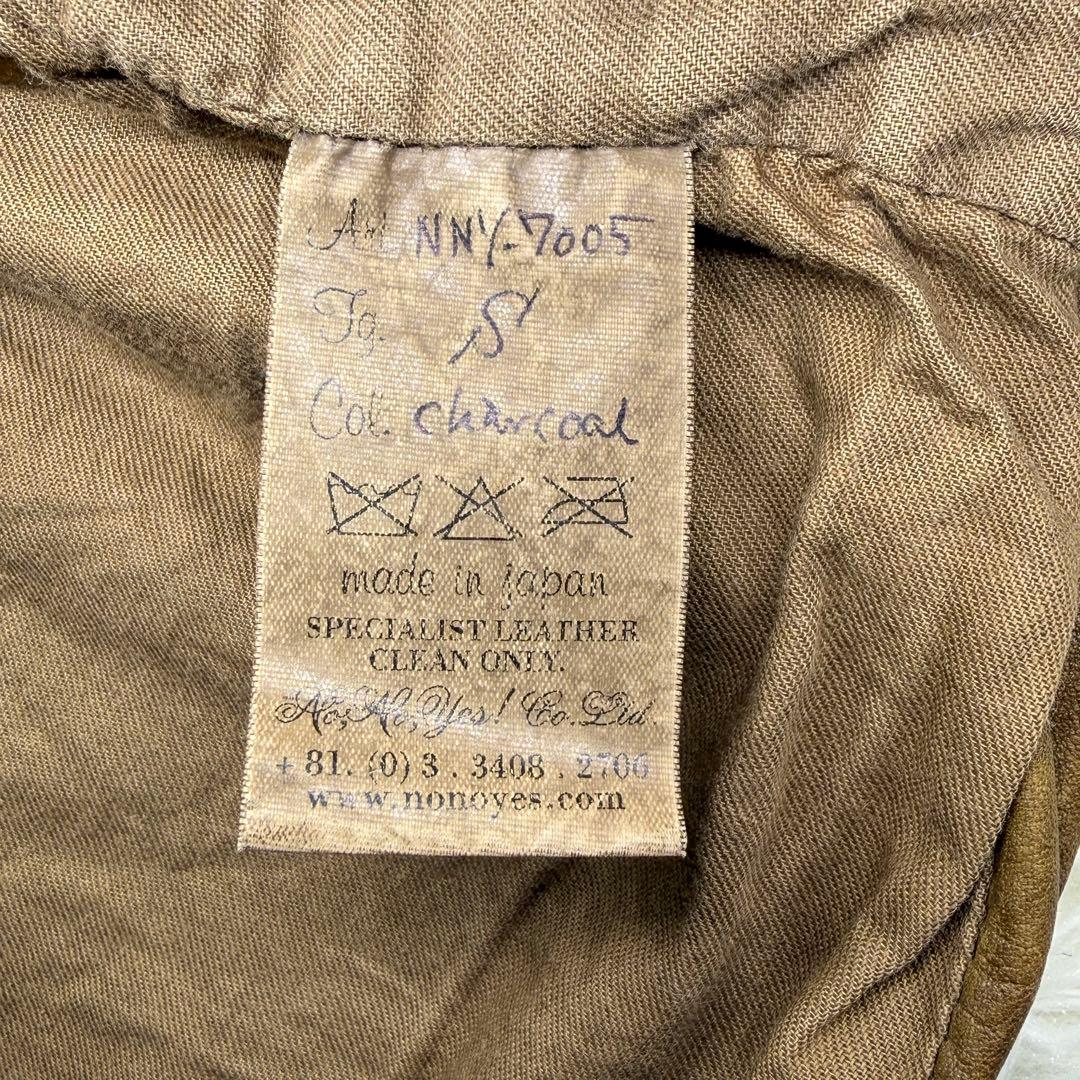 Art. NNY-7005
Tg. S
Col. charcoal
made in japan
SPECIALIST LEATHER
CLEAN ONLY.
No,No,Yes! Co.Ltd.
+81. (0) 3 . 3408 . 2706
www.nonoyes.com